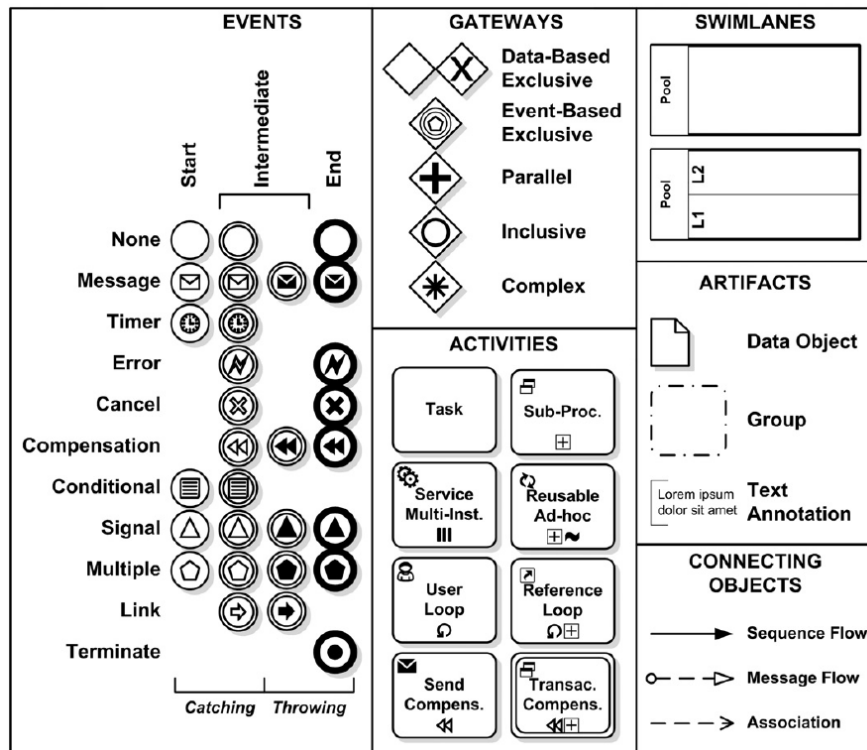 EVENTS
Start
Intermediate
End
None
Message
Timer
Error
Cancel
Compensation
Conditional
Signal
Multiple
Link
Terminate
Catching
Throwing
GATEWAYS
X
Data-Based
Exclusive
Event-Based
Exclusive
Parallel
Inclusive
Complex
ACTIVITIES
Task
Sub-Proc.
Service
Multi-Inst.
Reusable
Ad-hoc
User
Loop
Reference
Loop
Send
Compens.
Transac.
Compens.
SWIMLANES
Pool
Pool
L2
L1
ARTIFACTS
Data Object
Group
Lorem ipsum
dolor sit amet
Text
Annotation
CONNECTING
OBJECTS
Sequence Flow
Message Flow
Association